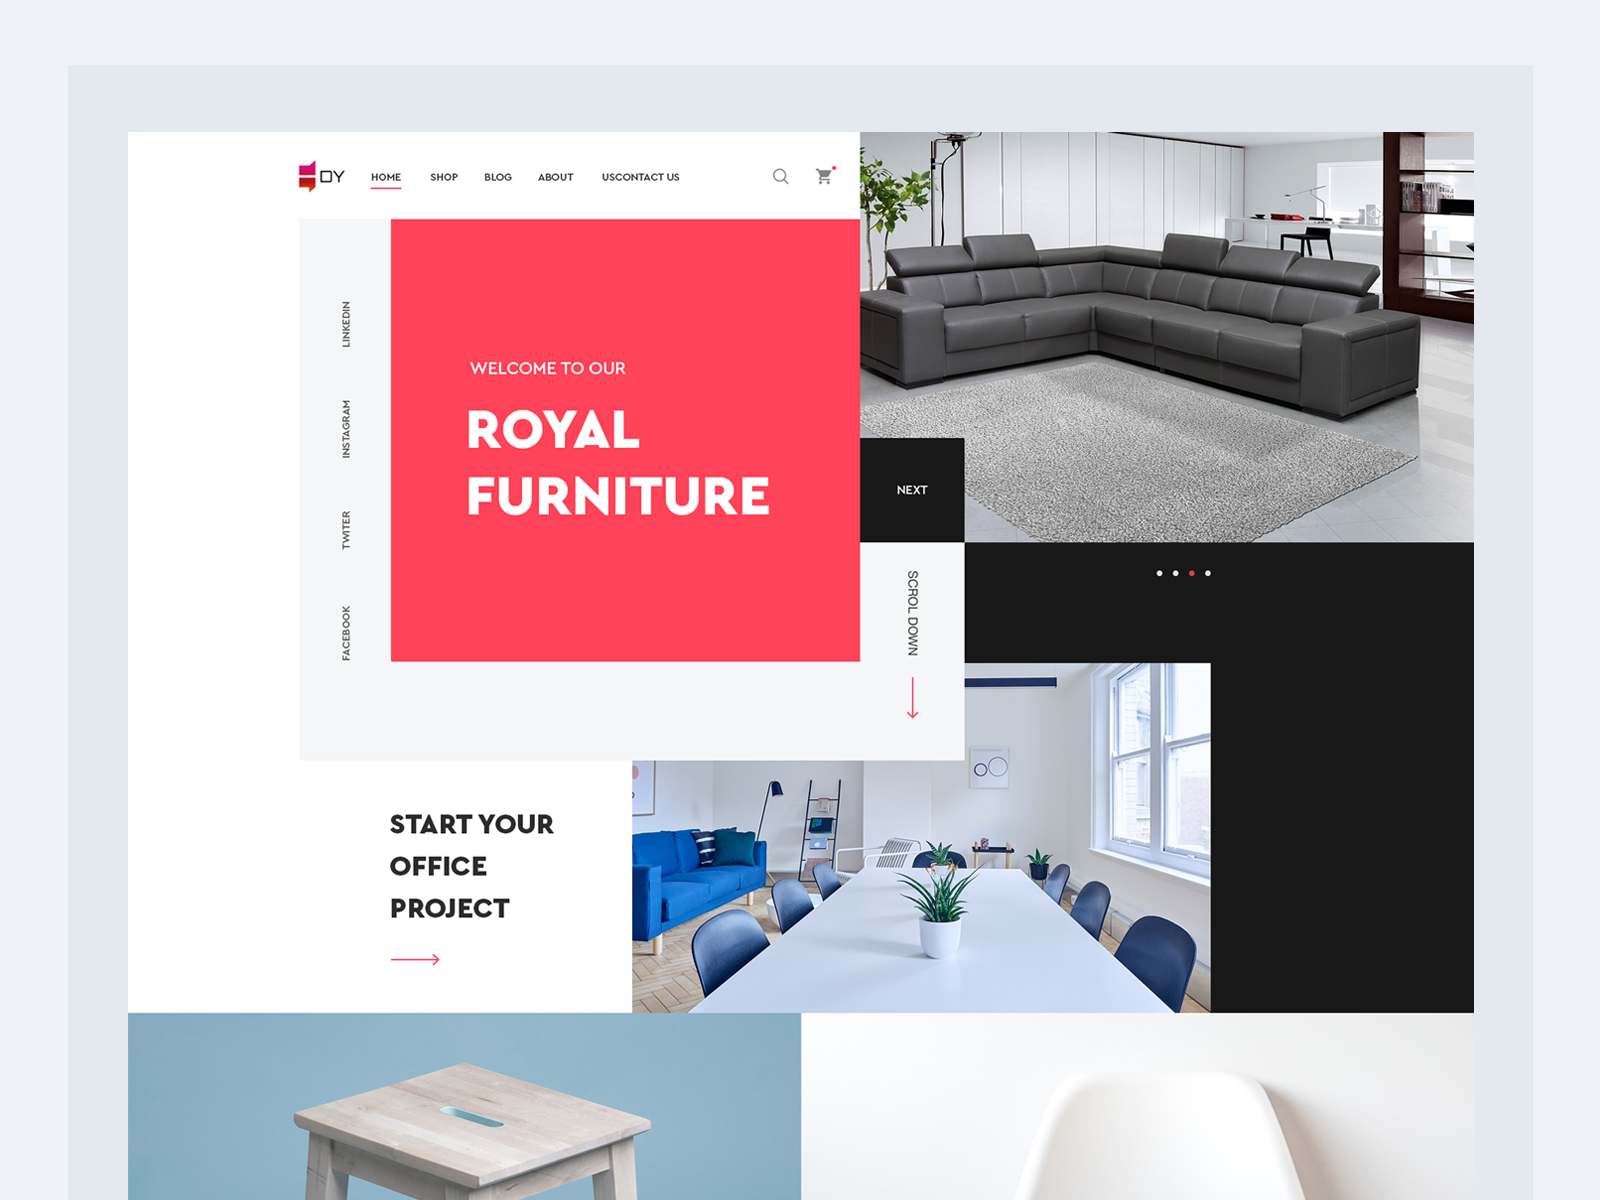 DY
HOME
SHOP
BLOG
ABOUT
USCONTACT US
LINKEDIN
INSTAGRAM
TWITER
FACEBOOK
WELCOME TO OUR
ROYAL
FURNITURE
NEXT
SCROLL DOWN
START YOUR
OFFICE
PROJECT